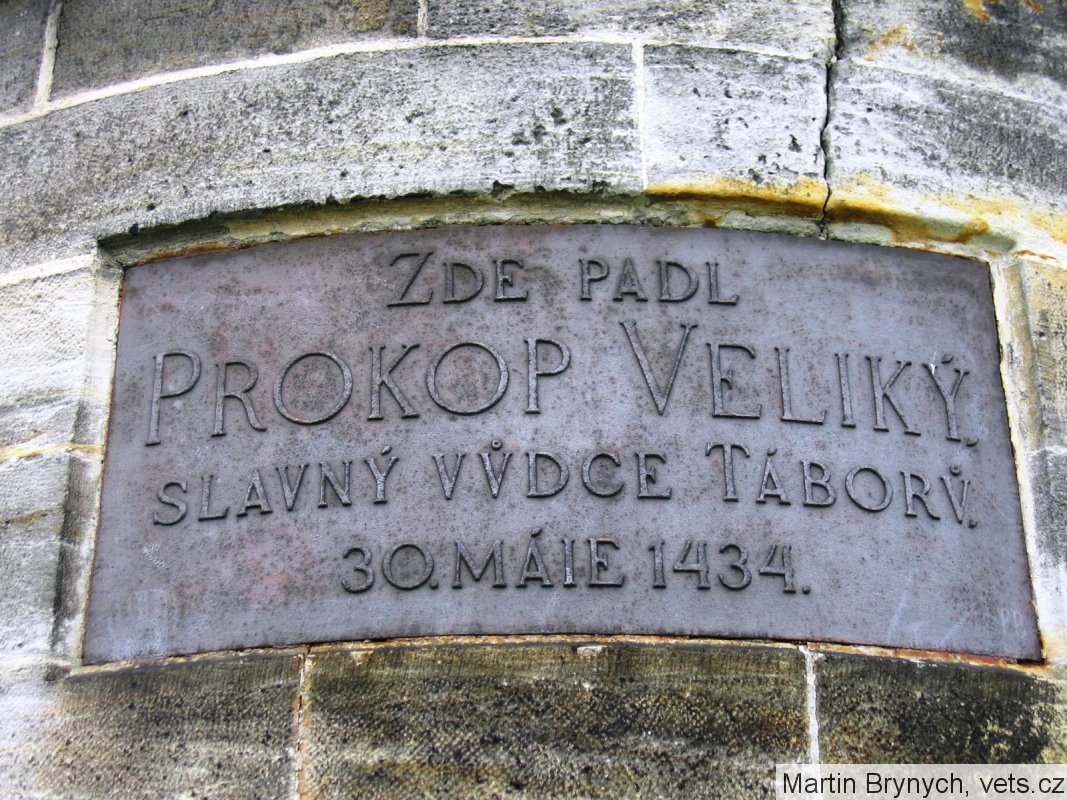 ZDE PADL
PROKOP VELIKÝ,
SLAVNÝ VŮDCE TÁBORŮ,
30. MÁJE 1434.
Martin Brynych, vets.cz